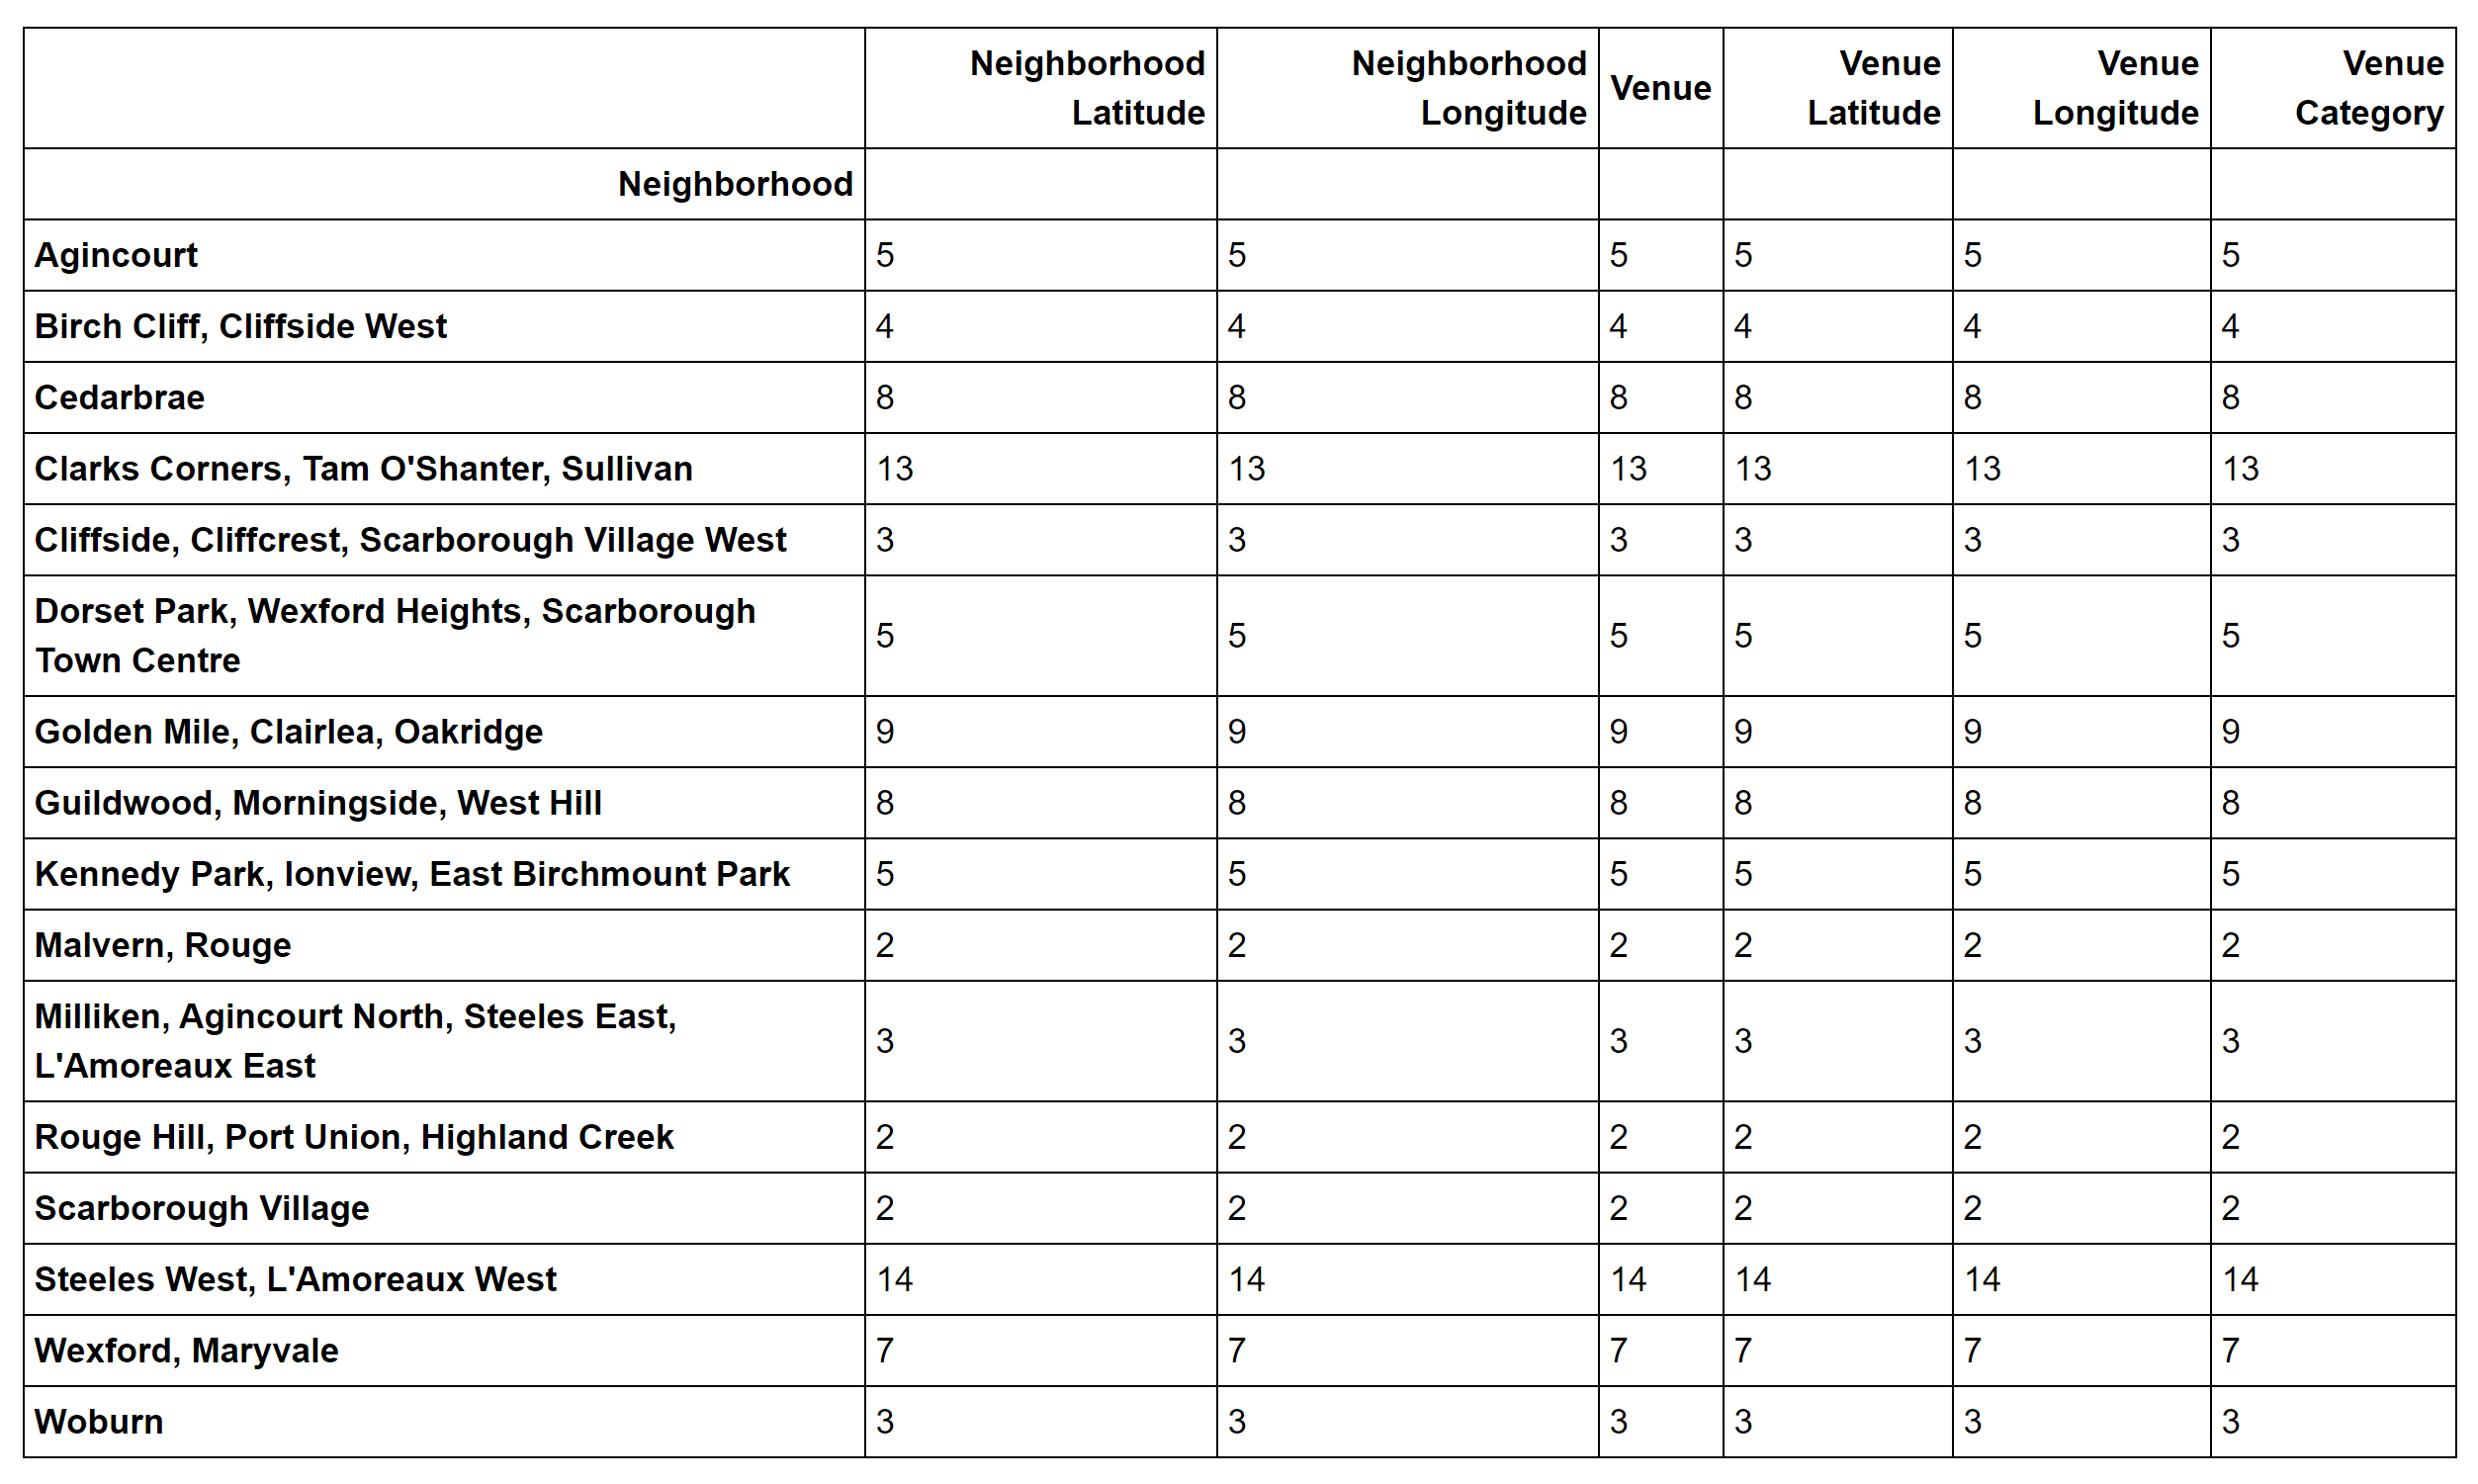 Neighborhood Latitude Neighborhood Longitude Venue Venue Latitude Venue Longitude Venue Category
Neighborhood
Agincourt 5 5 5 5 5 5
Birch Cliff, Cliffside West 4 4 4 4 4 4
Cedarbrae 8 8 8 8 8 8
Clarks Corners, Tam O'Shanter, Sullivan 13 13 13 13 13 13
Cliffside, Cliffcrest, Scarborough Village West 3 3 3 3 3 3
Dorset Park, Wexford Heights, Scarborough
Town Centre 5 5 5 5 5 5
Golden Mile, Clairlea, Oakridge 9 9 9 9 9 9
Guildwood, Morningside, West Hill 8 8 8 8 8 8
Kennedy Park, Ionview, East Birchmount Park 5 5 5 5 5 5
Malvern, Rouge 2 2 2 2 2 2
Milliken, Agincourt North, Steeles East,
L'Amoreaux East 3 3 3 3 3 3
Rouge Hill, Port Union, Highland Creek 2 2 2 2 2 2
Scarborough Village 2 2 2 2 2 2
Steeles West, L'Amoreaux West 14 14 14 14 14 14
Wexford, Maryvale 7 7 7 7 7 7
Woburn 3 3 3 3 3 3